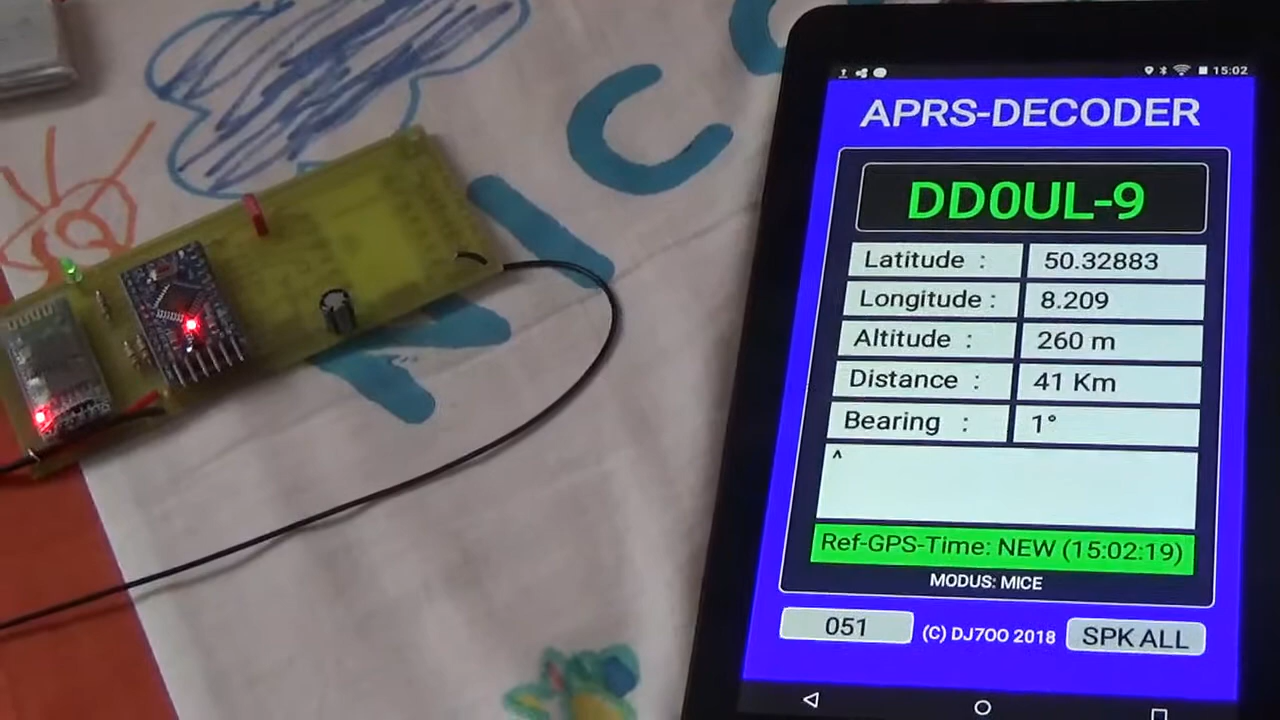 15:02
APRS-DECODER
DD0UL-9
Latitude : 50.32883
Longitude : 8.209
Altitude : 260 m
Distance : 41 Km
Bearing : 1°
^
Ref-GPS-Time: NEW (15:02:19)
MODUS: MICE
051 (C) DJ7OO 2018 SPK ALL